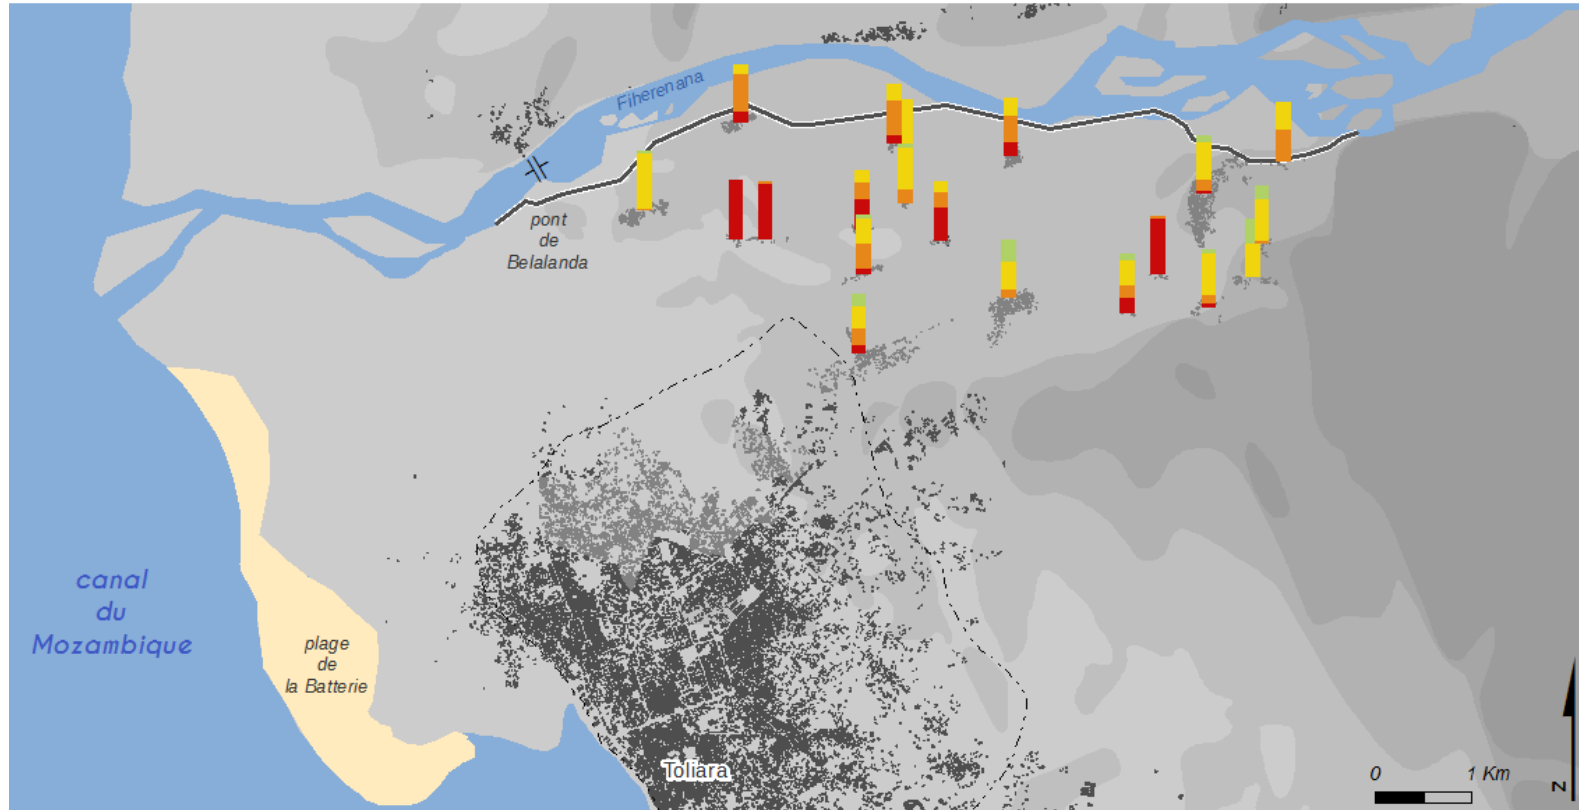 Fiherenana
pont
de
Belalanda
canal
du
Mozambique
plage
de
la Batterie
Toliara
0 1 Km
N